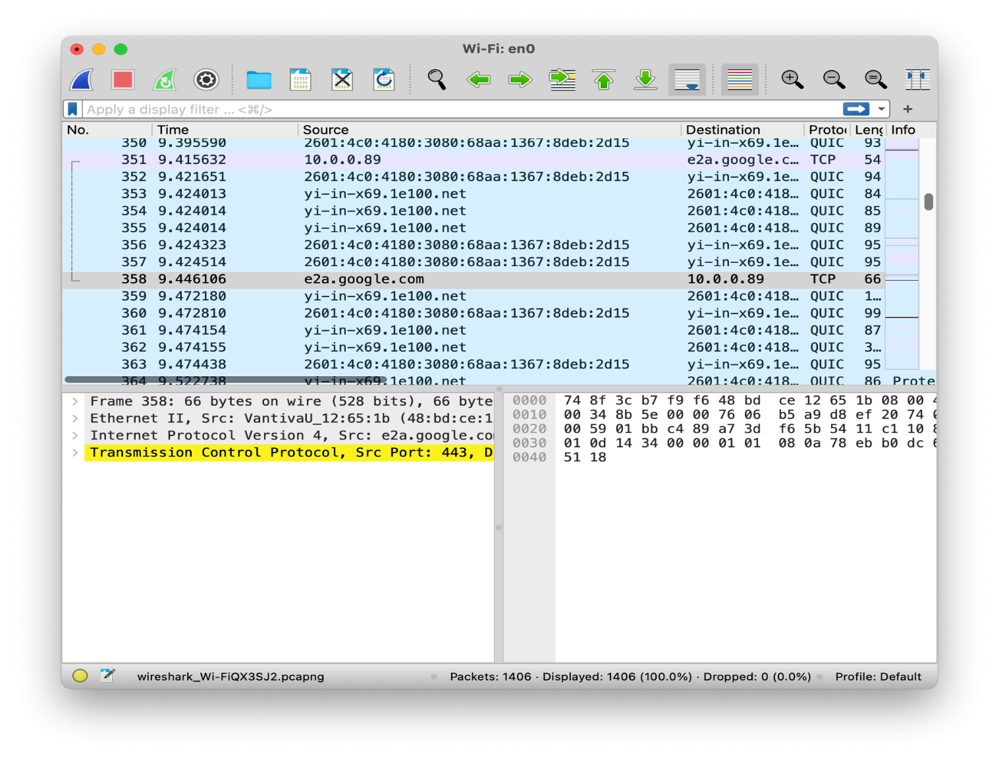 Wi-Fi: en0
Apply a display filter ... <⌘/>
No. Time Source Destination Protoc Leng Info
350 9.395590 2601:4c0:4180:3080:68aa:1367:8deb:2d15 yi-in-x69.1e… QUIC 93
351 9.415632 10.0.0.89 e2a.google.c… TCP 54
352 9.421651 2601:4c0:4180:3080:68aa:1367:8deb:2d15 yi-in-x69.1e… QUIC 94
353 9.424013 yi-in-x69.1e100.net 2601:4c0:418… QUIC 84
354 9.424014 yi-in-x69.1e100.net 2601:4c0:418… QUIC 85
355 9.424014 yi-in-x69.1e100.net 2601:4c0:418… QUIC 89
356 9.424323 2601:4c0:4180:3080:68aa:1367:8deb:2d15 yi-in-x69.1e… QUIC 95
357 9.424514 2601:4c0:4180:3080:68aa:1367:8deb:2d15 yi-in-x69.1e… QUIC 95
358 9.446106 e2a.google.com 10.0.0.89 TCP 66
359 9.472180 yi-in-x69.1e100.net 2601:4c0:418… QUIC 1…
360 9.472810 2601:4c0:4180:3080:68aa:1367:8deb:2d15 yi-in-x69.1e… QUIC 99
361 9.474154 yi-in-x69.1e100.net 2601:4c0:418… QUIC 87
362 9.474155 yi-in-x69.1e100.net 2601:4c0:418… QUIC 3…
363 9.474438 2601:4c0:4180:3080:68aa:1367:8deb:2d15 yi-in-x69.1e… QUIC 95
364 9.522738 yi-in-x69.1e100.net 2601:4c0:418… QUIC 86 Prote
Frame 358: 66 bytes on wire (528 bits), 66 byte
Ethernet II, Src: VantivaU_12:65:1b (48:bd:ce:1
Internet Protocol Version 4, Src: e2a.google.co
Transmission Control Protocol, Src Port: 443, D
0000 74 8f 3c b7 f9 f6 48 bd ce 12 65 1b 08 00 4
0010 00 34 8b 5e 00 00 76 06 b5 a9 d8 ef 20 74 0
0020 00 59 01 bb c4 89 a7 3d f6 5b 54 11 c1 10 8
0030 01 0d 14 34 00 00 01 01 08 0a 78 eb b0 dc 6
0040 51 18
wireshark_Wi-FiQX3SJ2.pcapng Packets: 1406 · Displayed: 1406 (100.0%) · Dropped: 0 (0.0%) Profile: Default